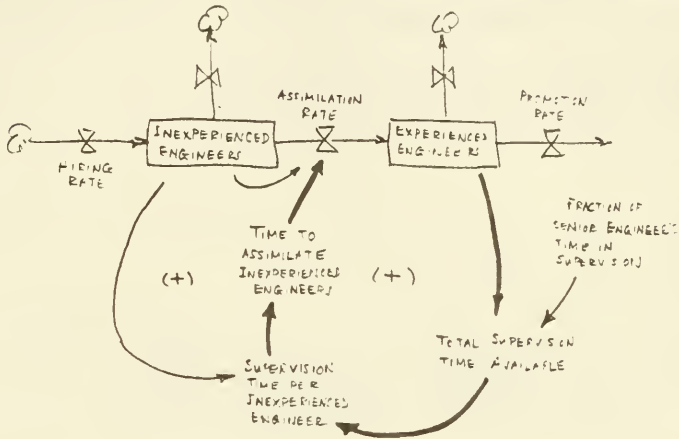 ASSIMILATION
RATE
PROMOTION
RATE
INEXPERIENCED
ENGINEERS
EXPERIENCED
ENGINEERS
HIRING
RATE
FRACTION OF
SENIOR ENGINEER'S
TIME IN
SUPERVISION
TIME TO
ASSIMILATE
INEXPERIENCED
ENGINEERS
(+)
(+)
TOTAL SUPERVISION
TIME AVAILABLE
SUPERVISION
TIME PER
INEXPERIENCED
ENGINEER